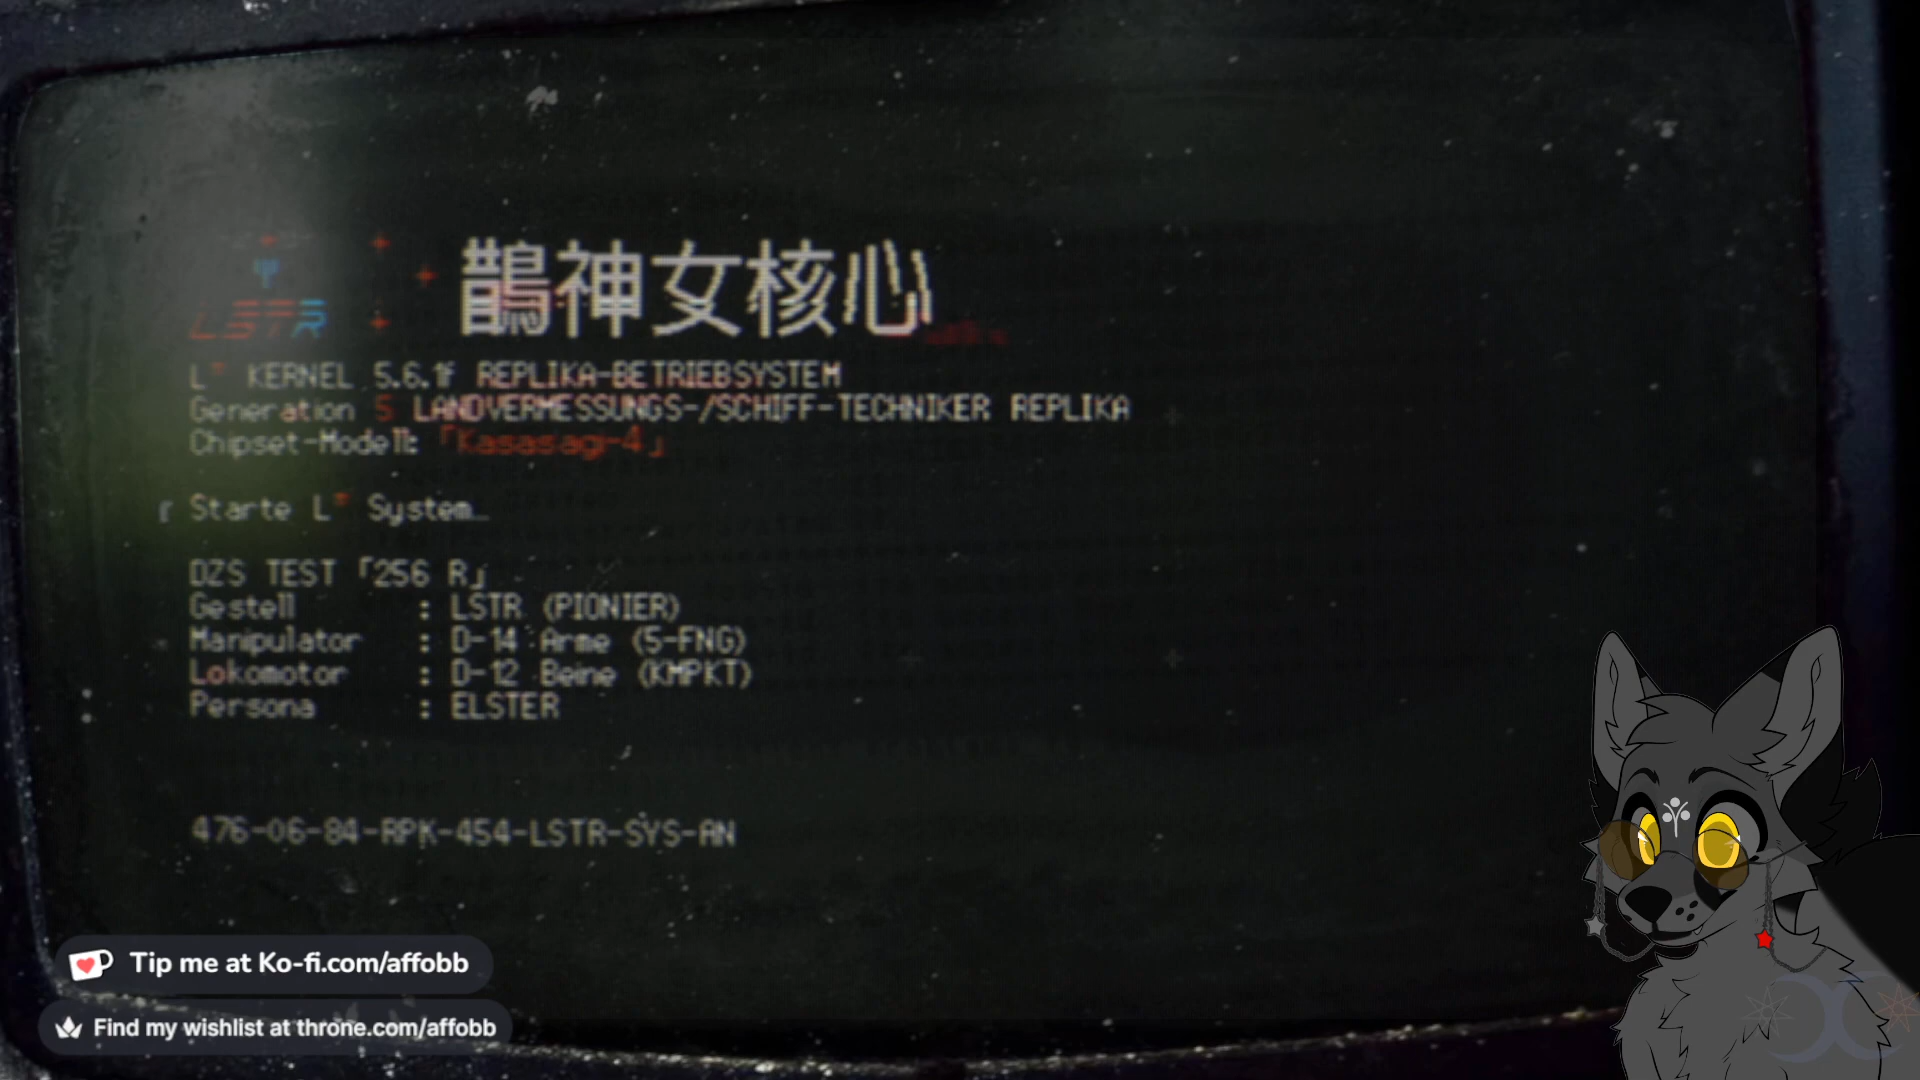 LSTR
鵲神女核心
L" KERNEL 5.6.1f REPLIKA-BETRIEBSYSTEM
Generation 5 LANDVERMESSUNGS-/SCHIFF-TECHNIKER REPLIKA
Chipset-Modell: 「Kasasagi-4」
r Starte L" System…
DZS TEST 「256 R」
Gestell : LSTR (PIONIER)
Manipulator : D-14 Arme (5-FNG)
Lokomotor : D-12 Beine (KMPKT)
Persona : ELSTER
476-06-84-RPK-454-LSTR-SYS-AN
Tip me at Ko-fi.com/affobb
Find my wishlist at throne.com/affobb